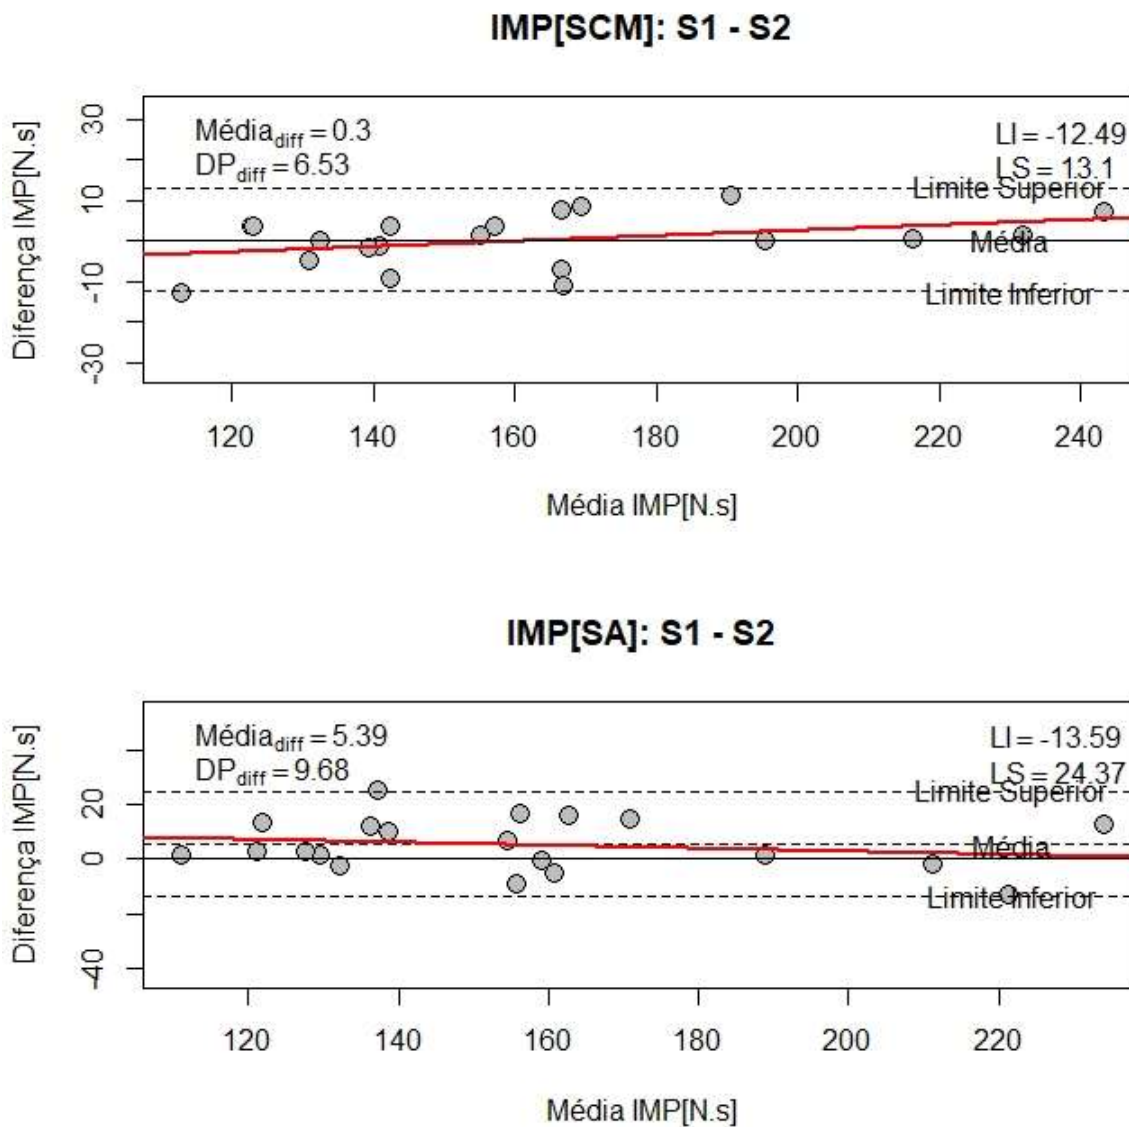 IMP[SCM]: S1 - S2
Diferença IMP[N.s]
30
10
-10
-30
Média diff = 0.3
DP diff = 6.53
LI = -12.49
LS = 13.1
Limite Superior
Média
Limite Inferior
120 140 160 180 200 220 240
Média IMP[N.s]
IMP[SA]: S1 - S2
Diferença IMP[N.s]
20
0
-40
Média diff = 5.39
DP diff = 9.68
LI = -13.59
LS = 24.37
Limite Superior
Média
Limite Inferior
120 140 160 180 200 220
Média IMP[N.s]